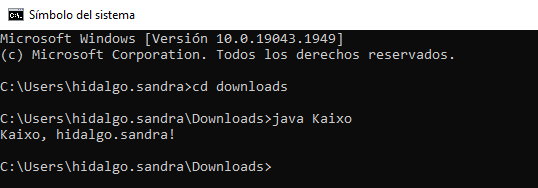 Símbolo del sistema
Microsoft Windows [Versión 10.0.19043.1949]
(c) Microsoft Corporation. Todos los derechos reservados.
C:\Users\hidalgo.sandra>cd downloads
C:\Users\hidalgo.sandra\Downloads>java Kaixo
Kaixo, hidalgo.sandra!
C:\Users\hidalgo.sandra\Downloads>